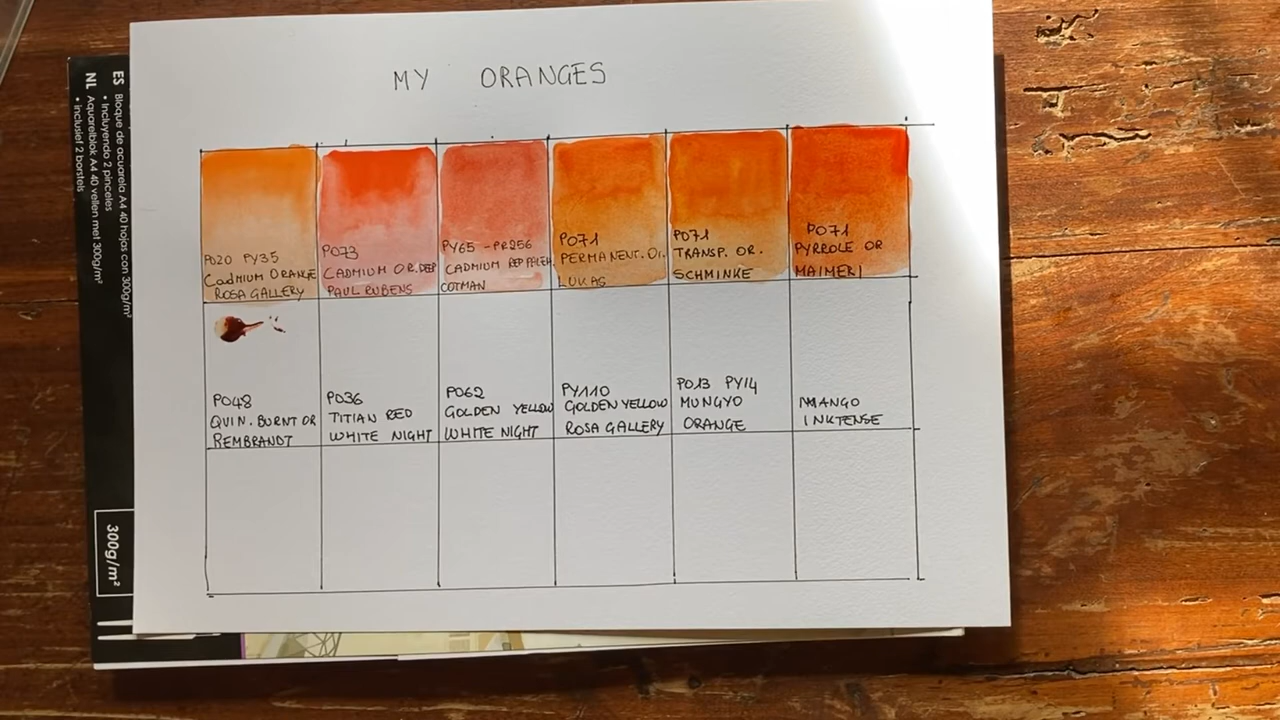 MY ORANGES
PO20 PY35
CADMIUM ORANGE
ROSA GALLERY
PO73
CADMIUM OR. DEEP
PAUL RUBENS
PY65 - PR256
CADMIUM RED
COTMAN
PO71
PERMANENT. Or.
LUKAS
PO71
TRANSP. OR.
SCHMINKE
PO71
PYRROLE OR
MAIMERI
PO48
QUIN. BURNT OR
REMBRANDT
PO36
TITIAN RED
WHITE NIGHT
PO62
GOLDEN YELLOW
WHITE NIGHT
PY110
GOLDEN YELLOW
ROSA GALLERY
PO13 PY14
MUNGYO
ORANGE
MANGO
INKTENSE
ES Bloque de acuarela A4 40 hojas con 300g/m²
• Incluyendo 2 pinceles
NL Aquarelblok A4 40 vellen met 300g/m²
• inclusief 2 borstels
300g/m²